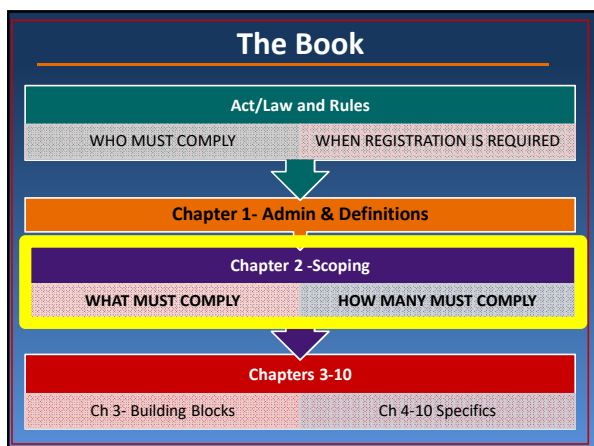 The Book
Act/Law and Rules
WHO MUST COMPLY
WHEN REGISTRATION IS REQUIRED
Chapter 1- Admin & Definitions
Chapter 2 -Scoping
WHAT MUST COMPLY
HOW MANY MUST COMPLY
Chapters 3-10
Ch 3- Building Blocks
Ch 4-10 Specifics